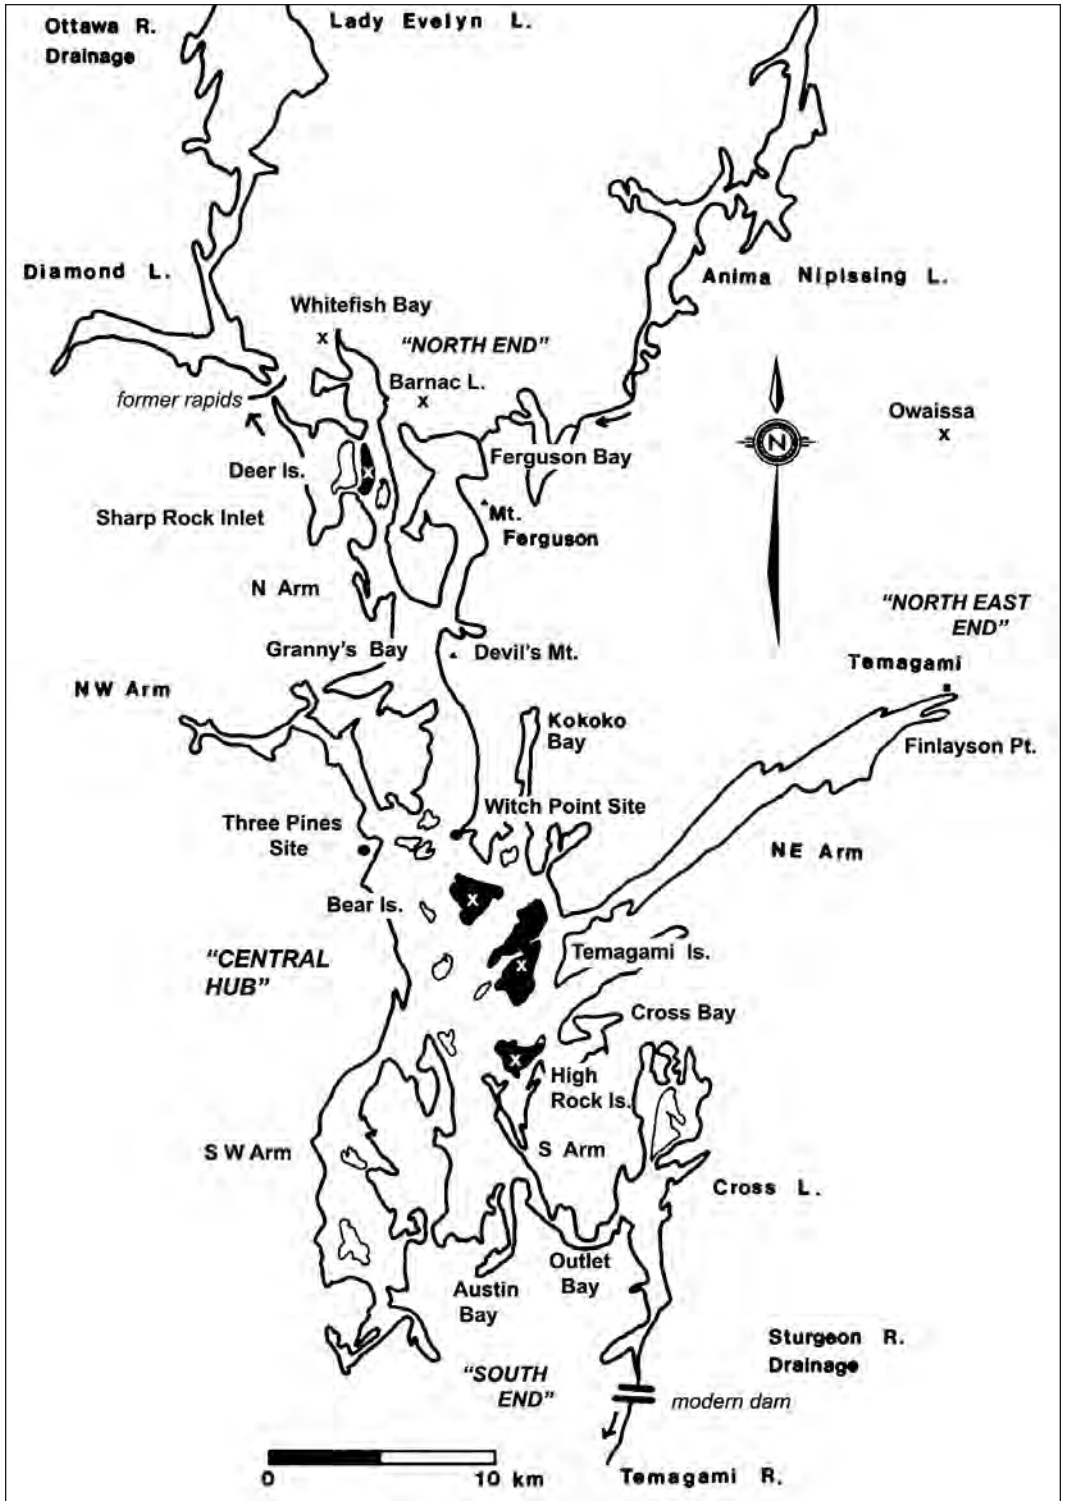 Ottawa R.
Drainage
Lady Evelyn L.
Diamond L.
Anima Nipissing L.
Whitefish Bay
x
"NORTH END"
Barnac L.
x
former rapids
Owaissa
x
N
Ferguson Bay
Deer Is.
x
Mt.
Ferguson
Sharp Rock Inlet
N Arm
"NORTH EAST
END"
Granny's Bay
Devil's Mt.
Temagami
NW Arm
Kokoko
Bay
Finlayson Pt.
Witch Point Site
Three Pines
Site
NE Arm
Bear Is.
x
"CENTRAL
HUB"
Temagami Is.
x
Cross Bay
x
High
Rock Is.
S W Arm
S Arm
Cross L.
Outlet
Bay
Austin
Bay
Sturgeon R.
Drainage
"SOUTH
END"
modern dam
0 10 km
Temagami R.